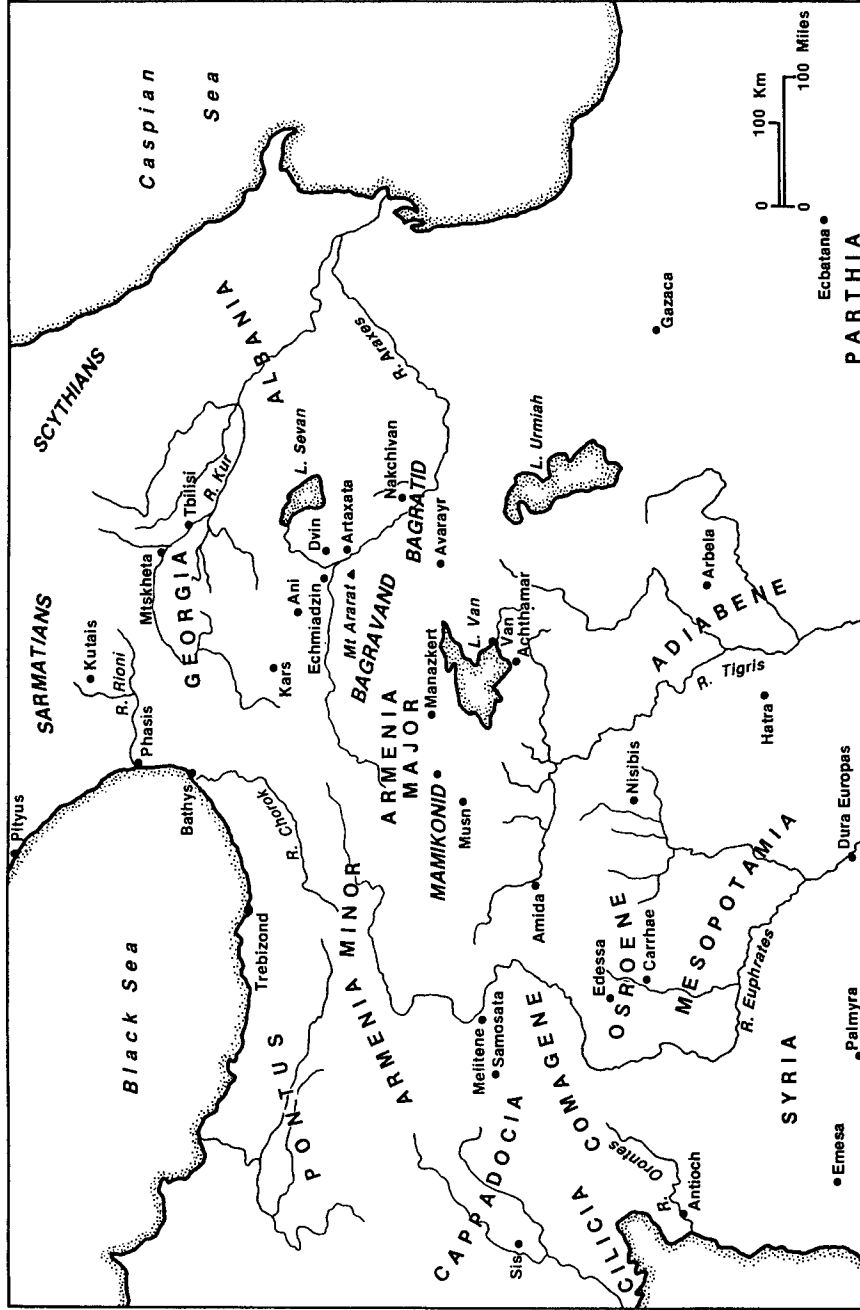 Black Sea
Caspian
Sea
Pityus
SARMATIANS
SCYTHIANS
Kutais
R. Rioni
Phasis
Bathys
Mtskheta
Tbilisi
R. Kur
GEORGIA
ALBANIA
Trebizond
R. Chorok
PONTUS
Kars
Ani
Echmiadzin
Dvin
L. Sevan
Artaxata
Mt Ararat
R. Araxes
ARMENIA MINOR
ARMENIA
MAJOR
BAGRAVAND
Nakchivan
BAGRATID
Avarayr
MAMIKONID
Manazkert
Musn
L. Van
Van
Achthamar
L. Urmiah
Melitene
Samosata
CAPPADOCIA
COMAGENE
Sis
CILICIA
Amida
Edessa
OSROENE
Carrhae
Nisibis
MESOPOTAMIA
ADIABENE
Arbela
R. Tigris
Gazaca
R. Orontes
Antioch
R. Euphrates
Hatra
SYRIA
Emesa
Palmyra
Dura Europas
Ecbatana
PARTHIA
0 100 Km
0 100 Miles